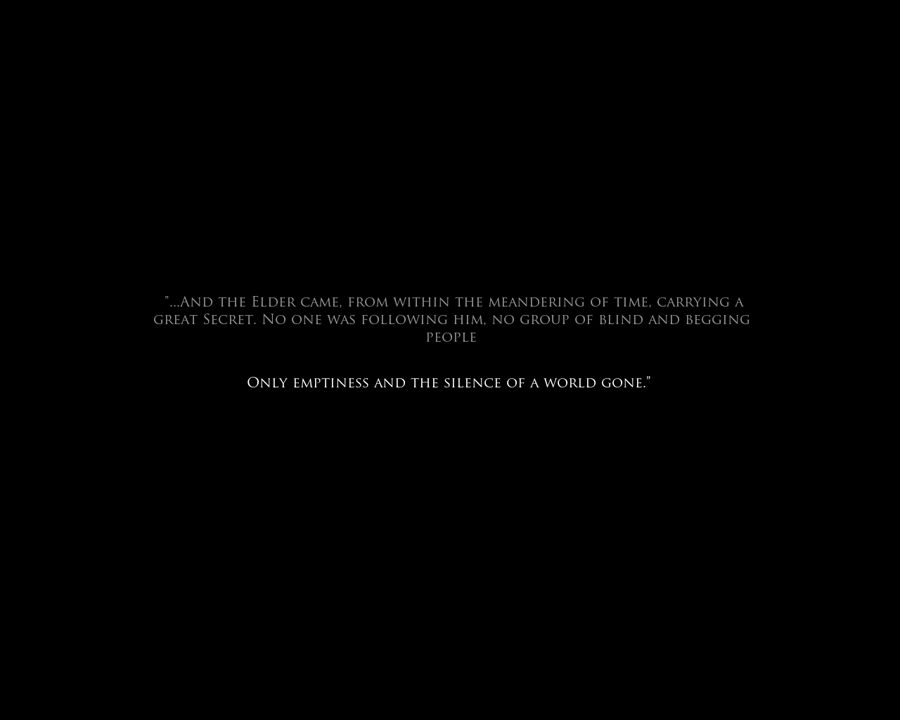 "...And the Elder came, from within the meandering of time, carrying a
great Secret. No one was following him, no group of blind and begging
people
Only emptiness and the silence of a world gone."